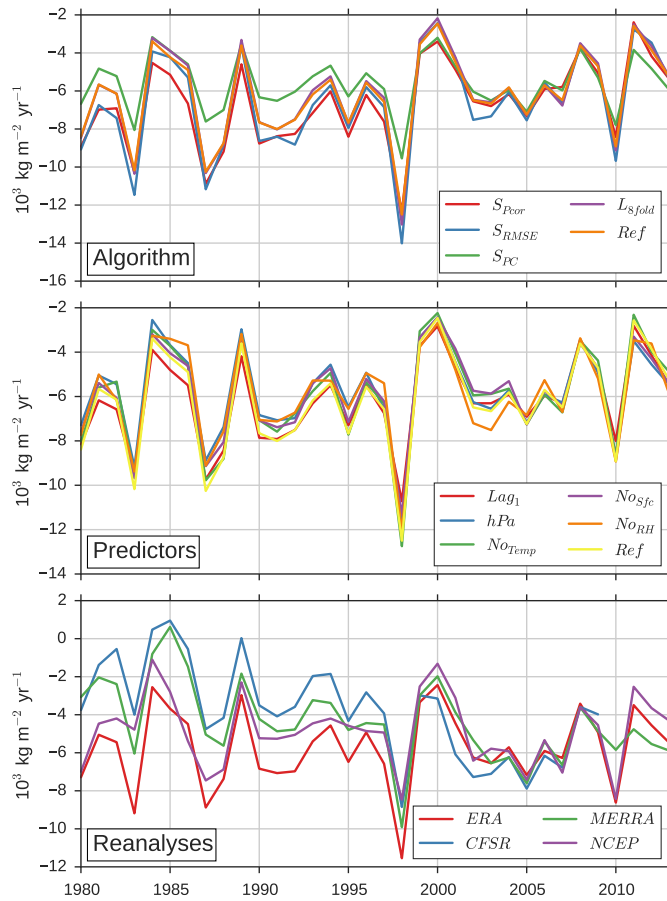 −2
−4
−6
−8
−10
−12
−14
−16
10³ kg m⁻² yr⁻¹
S_Pcor
S_RMSE
S_PC
L_8fold
Ref
Algorithm
−2
−4
−6
−8
−10
−12
−14
10³ kg m⁻² yr⁻¹
Lag₁
hPa
No_Temp
No_Sfc
No_RH
Ref
Predictors
2
0
−2
−4
−6
−8
−10
−12
10³ kg m⁻² yr⁻¹
ERA
CFSR
MERRA
NCEP
Reanalyses
1980 1985 1990 1995 2000 2005 2010